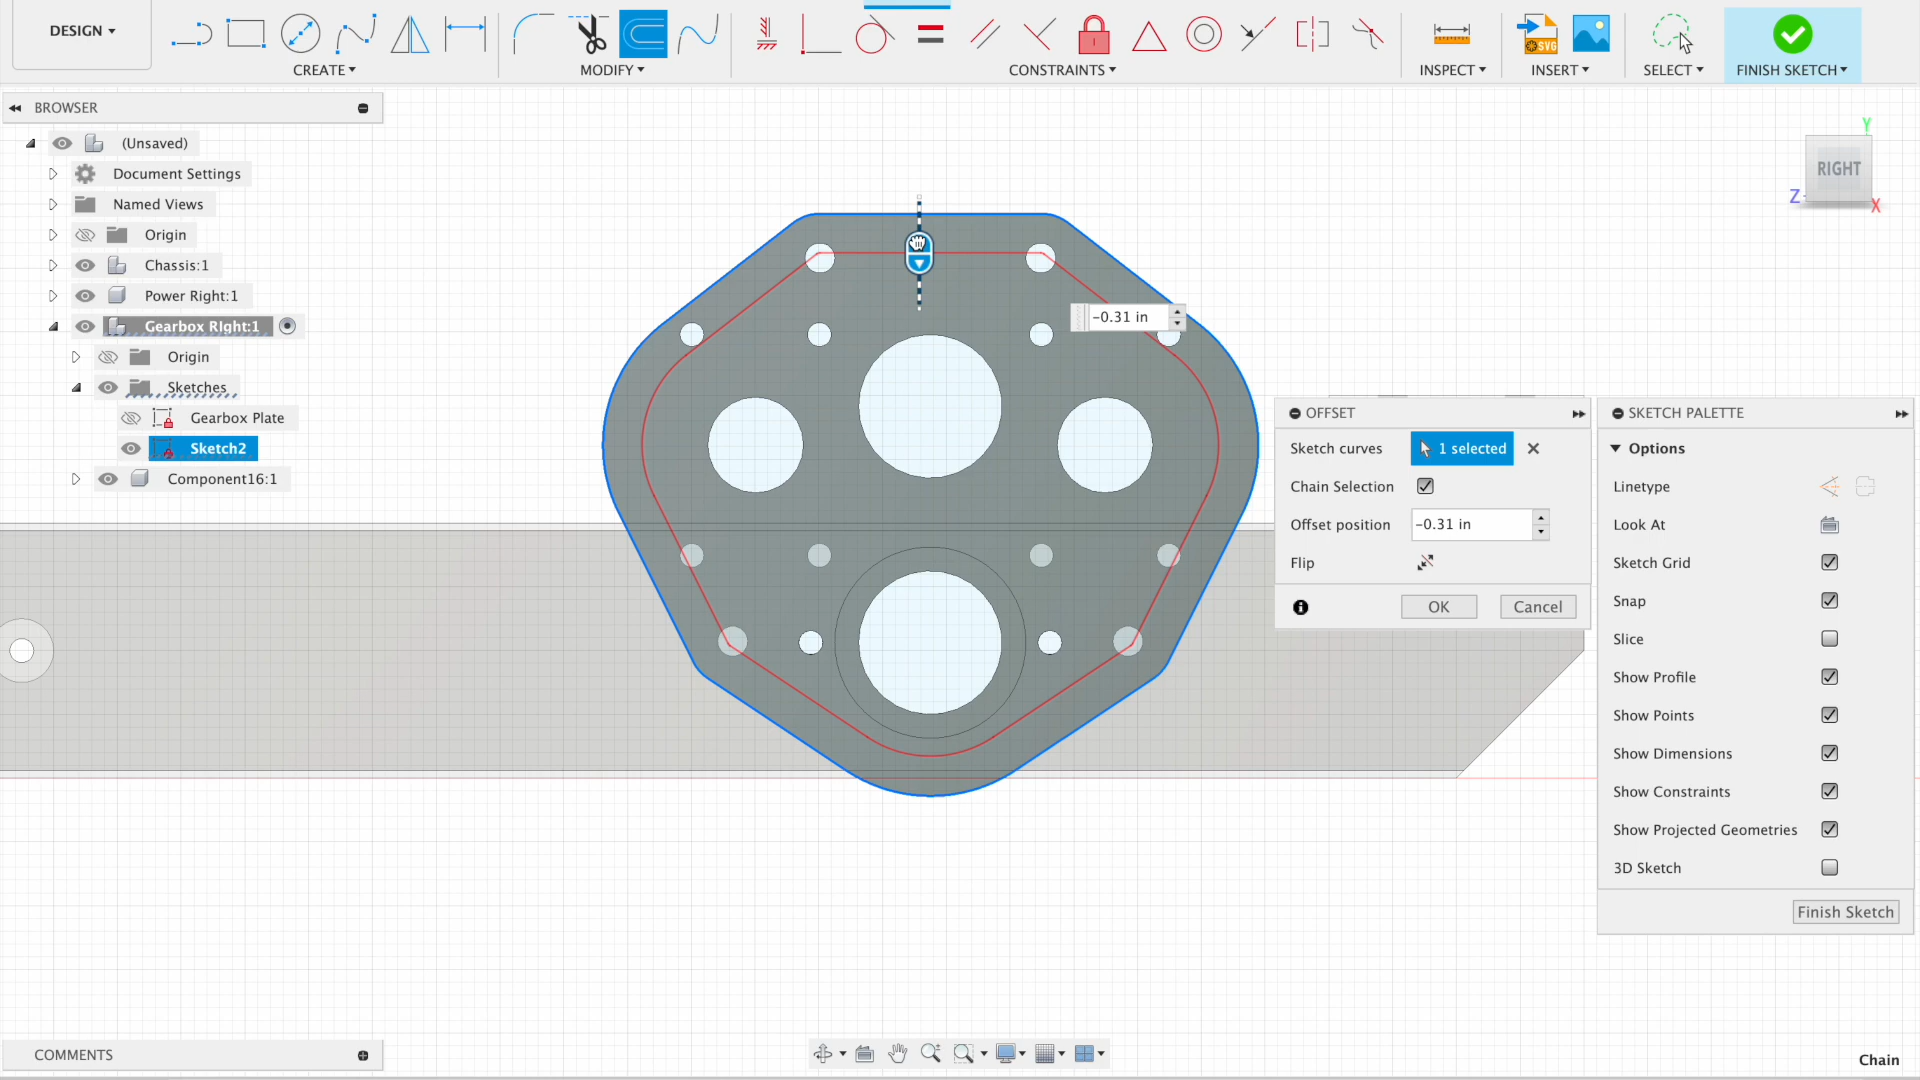 DESIGN
CREATE
MODIFY
CONSTRAINTS
INSPECT
SVG
INSERT
SELECT
FINISH SKETCH
BROWSER
(Unsaved)
Document Settings
Named Views
Origin
Chassis:1
Power Right:1
Gearbox RIght:1
Origin
Sketches
Gearbox Plate
Sketch2
Component16:1
Y
RIGHT
Z
X
-0.31 in
OFFSET
Sketch curves 1 selected
Chain Selection
Offset position -0.31 in
Flip
OK Cancel
SKETCH PALETTE
Options
Linetype
Look At
Sketch Grid
Snap
Slice
Show Profile
Show Points
Show Dimensions
Show Constraints
Show Projected Geometries
3D Sketch
Finish Sketch
COMMENTS
Chain